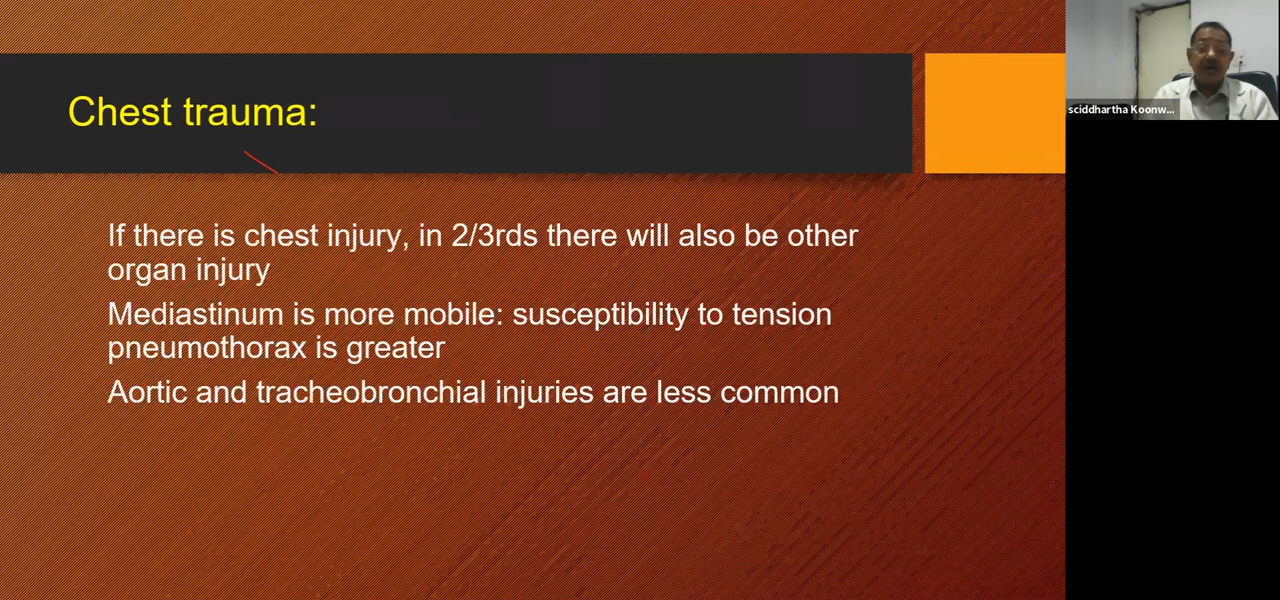 Chest trauma:
sciddhartha Koonw...
If there is chest injury, in 2/3rds there will also be other
organ injury
Mediastinum is more mobile: susceptibility to tension
pneumothorax is greater
Aortic and tracheobronchial injuries are less common